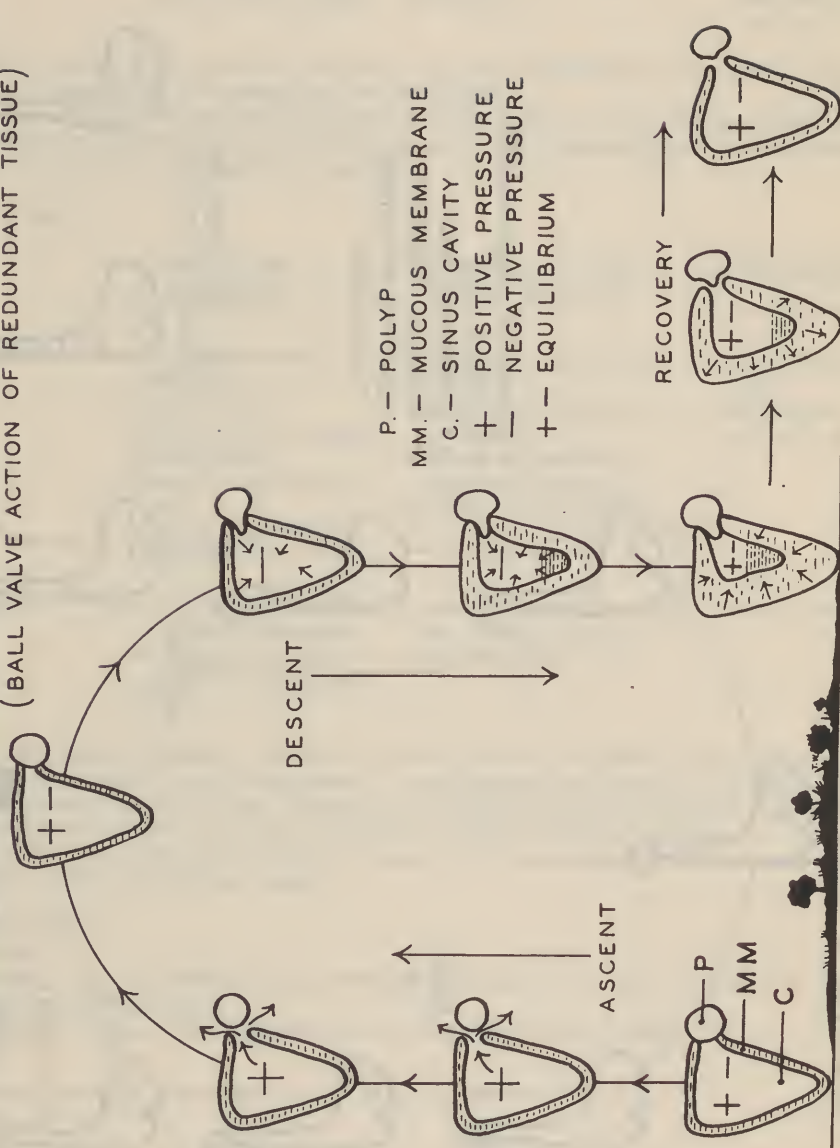 (BALL VALVE ACTION OF REDUNDANT TISSUE)
P. — POLYP
MM. — MUCOUS MEMBRANE
C. — SINUS CAVITY
+ POSITIVE PRESSURE
— NEGATIVE PRESSURE
+ — EQUILIBRIUM
DESCENT
ASCENT
RECOVERY
P
MM
C
+ —
+
+
+ —
—
—
+ —
+ —
+ —